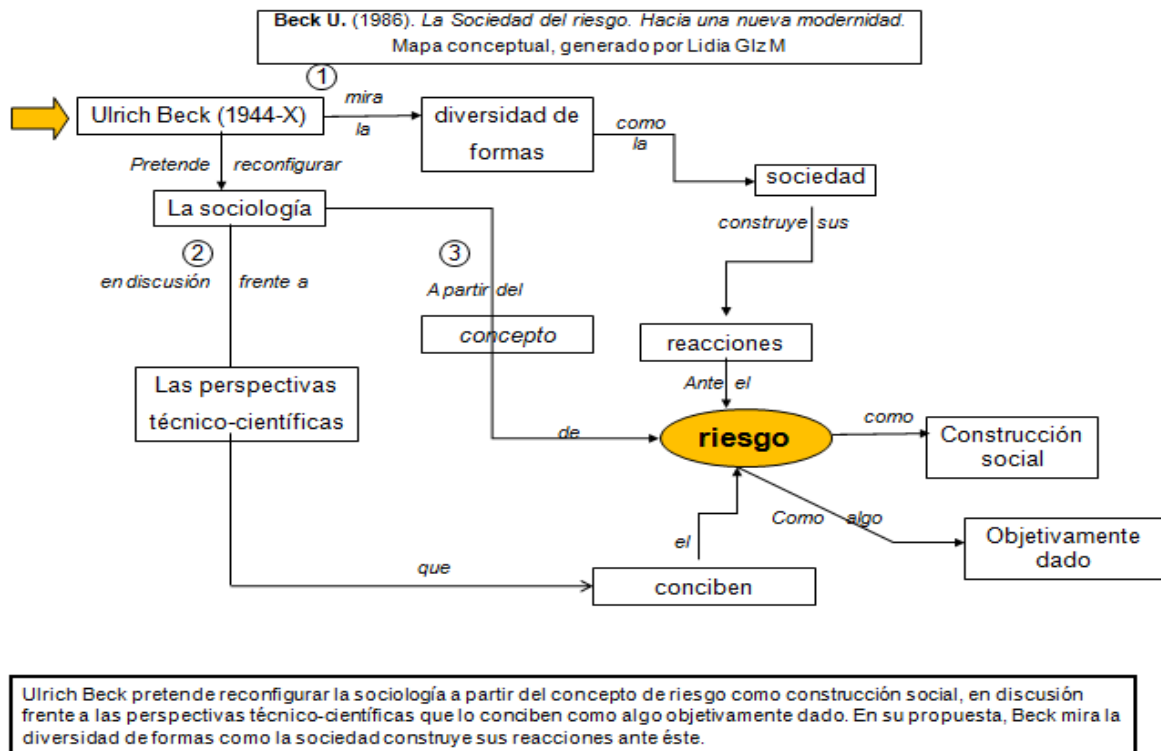 Beck U. (1986). La Sociedad del riesgo. Hacia una nueva modernidad.
Mapa conceptual, generado por Lidia Glz M
1
Ulrich Beck (1944-X)
mira
la
diversidad de
formas
como
la
sociedad
Pretende reconfigurar
La sociología
construye sus
2
en discusión frente a
3
A partir del
concepto
reacciones
Ante el
Las perspectivas
técnico-científicas
de
riesgo
como
Construcción
social
Como algo
Objetivamente
dado
el
que
conciben
Ulrich Beck pretende reconfigurar la sociología a partir del concepto de riesgo como construcción social, en discusión
frente a las perspectivas técnico-científicas que lo conciben como algo objetivamente dado. En su propuesta, Beck mira la
diversidad de formas como la sociedad construye sus reacciones ante éste.